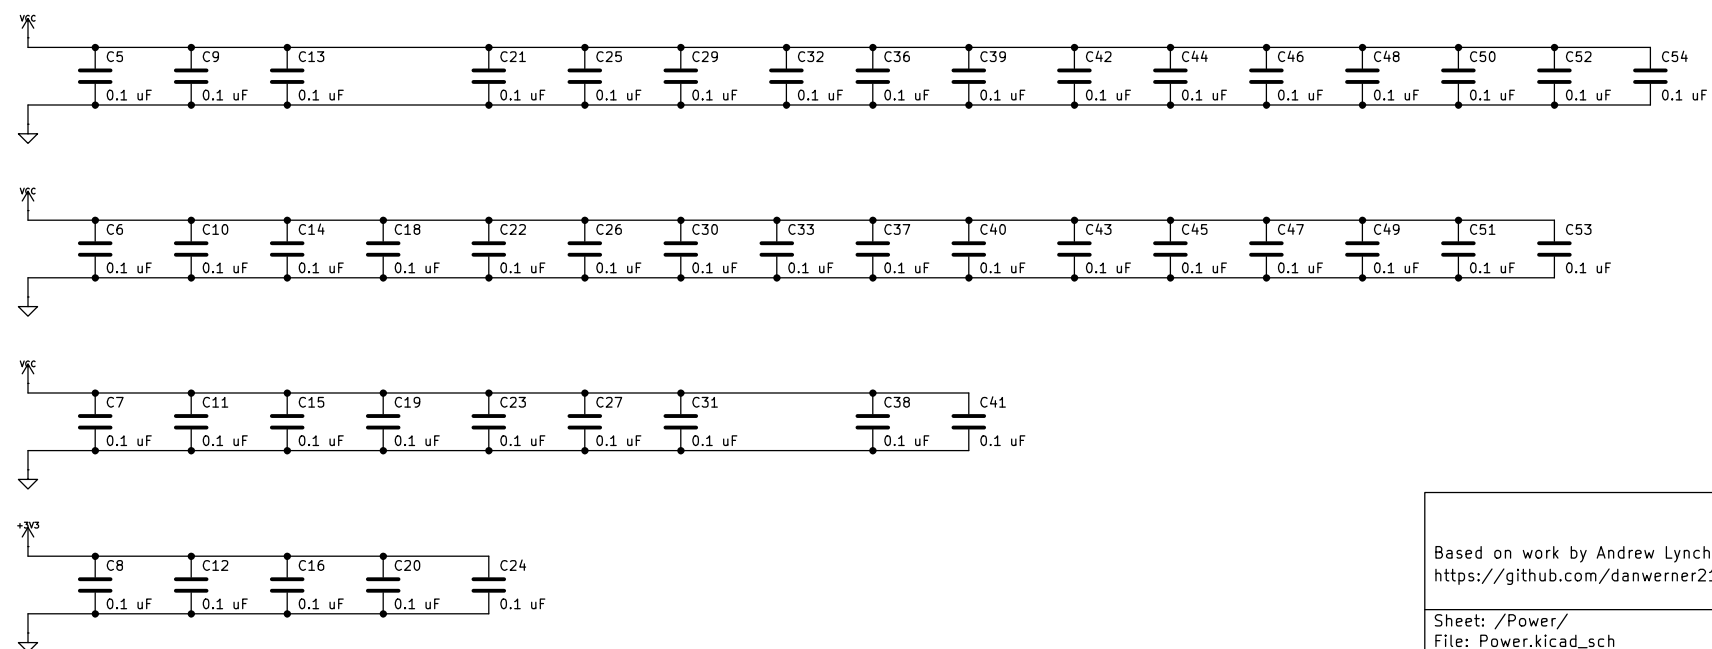 VCC
C5 C9 C13 C21 C25 C29 C32 C36 C39 C42 C44 C46 C48 C50 C52 C54
0.1 uF 0.1 uF 0.1 uF 0.1 uF 0.1 uF 0.1 uF 0.1 uF 0.1 uF 0.1 uF 0.1 uF 0.1 uF 0.1 uF 0.1 uF 0.1 uF 0.1 uF 0.1 uF
VCC
C6 C10 C14 C18 C22 C26 C30 C33 C37 C40 C43 C45 C47 C49 C51 C53
0.1 uF 0.1 uF 0.1 uF 0.1 uF 0.1 uF 0.1 uF 0.1 uF 0.1 uF 0.1 uF 0.1 uF 0.1 uF 0.1 uF 0.1 uF 0.1 uF 0.1 uF 0.1 uF
VCC
C7 C11 C15 C19 C23 C27 C31 C38 C41
0.1 uF 0.1 uF 0.1 uF 0.1 uF 0.1 uF 0.1 uF 0.1 uF 0.1 uF 0.1 uF
+3V3
C8 C12 C16 C20 C24
0.1 uF 0.1 uF 0.1 uF 0.1 uF 0.1 uF
Based on work by Andrew Lynch
https://github.com/danwerner21
Sheet: /Power/
File: Power.kicad_sch